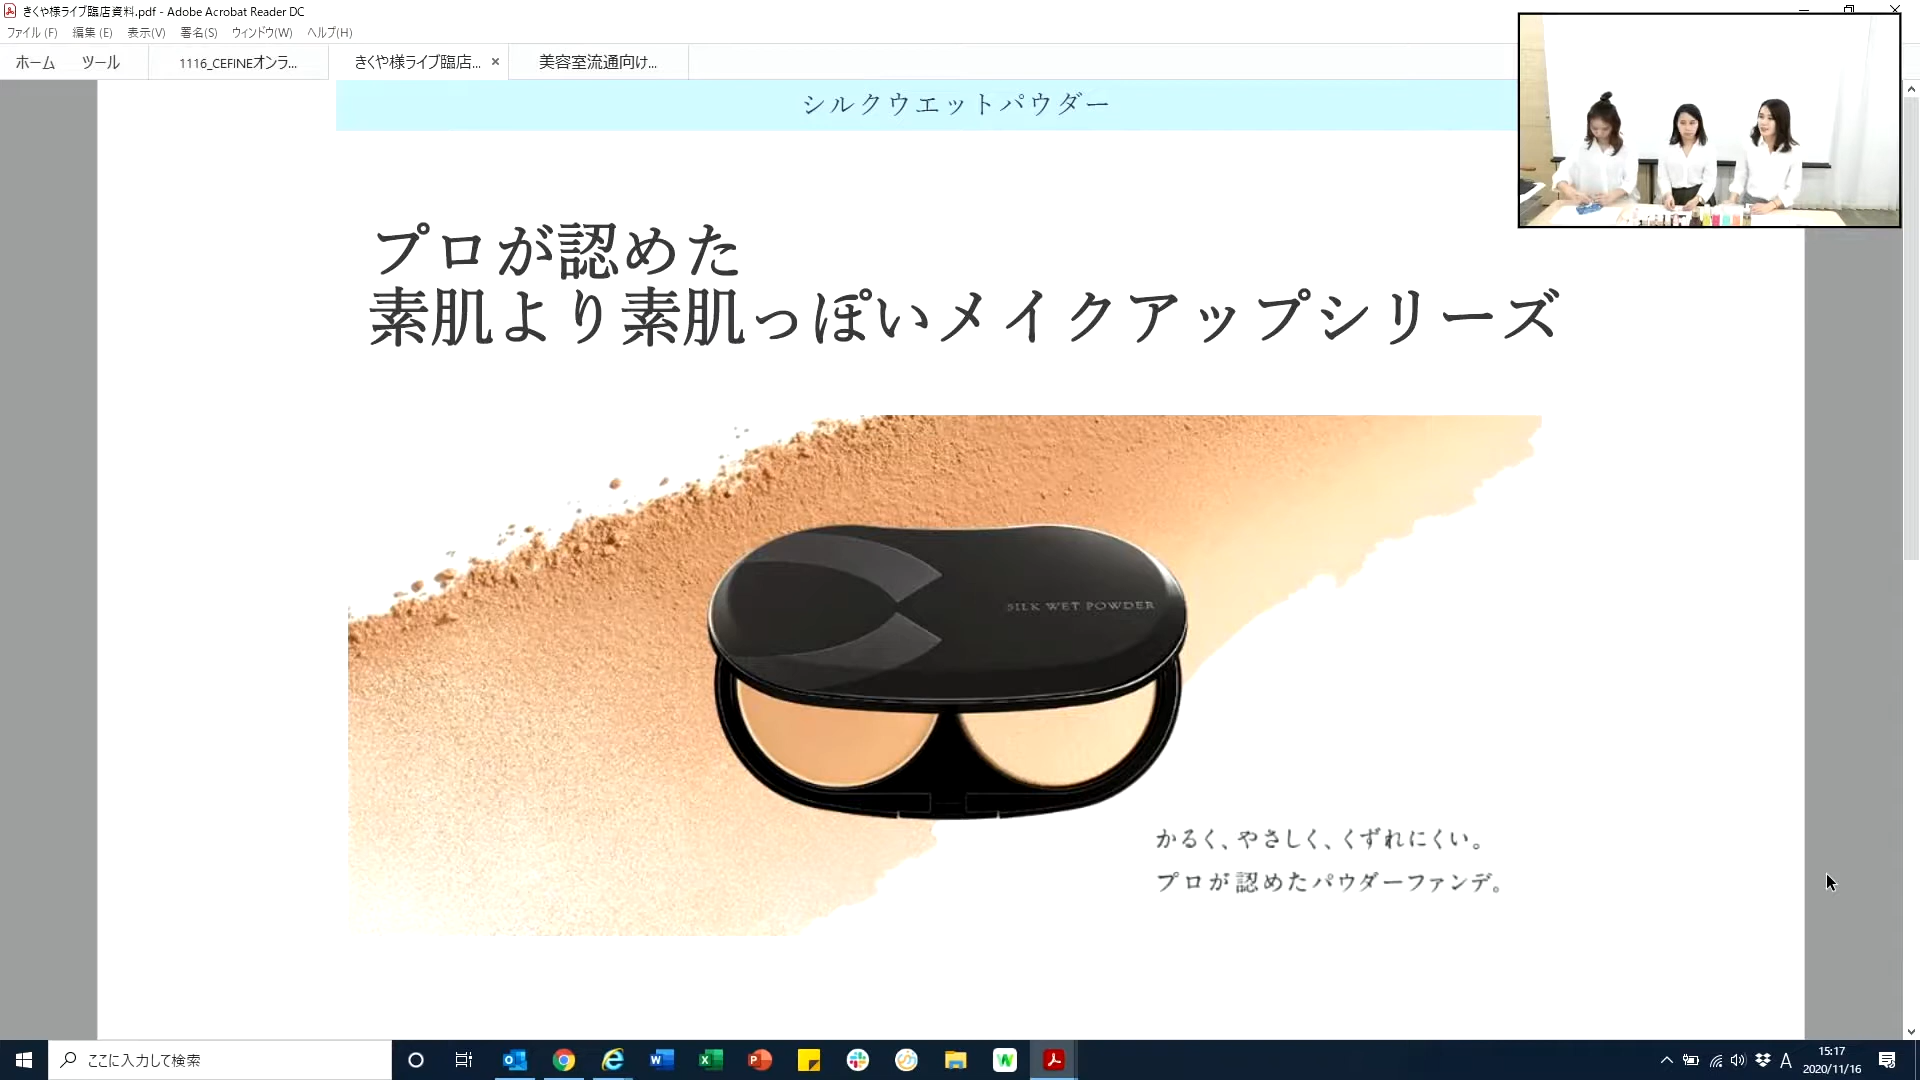 きくや様ライブ臨店資料.pdf - Adobe Acrobat Reader DC
ファイル(F) 編集(E) 表示(V) 署名(S) ウィンドウ(W) ヘルプ(H)
ホーム ツール 1116_CEFINEオンラ... きくや様ライブ臨店... × 美容室流通向け...
シルクウエットパウダー
プロが認めた
素肌より素肌っぽいメイクアップシリーズ
SILK WET POWDER
かるく、やさしく、くずれにくい。
プロが認めたパウダーファンデ。
ここに入力して検索
A
15:17
2020/11/16